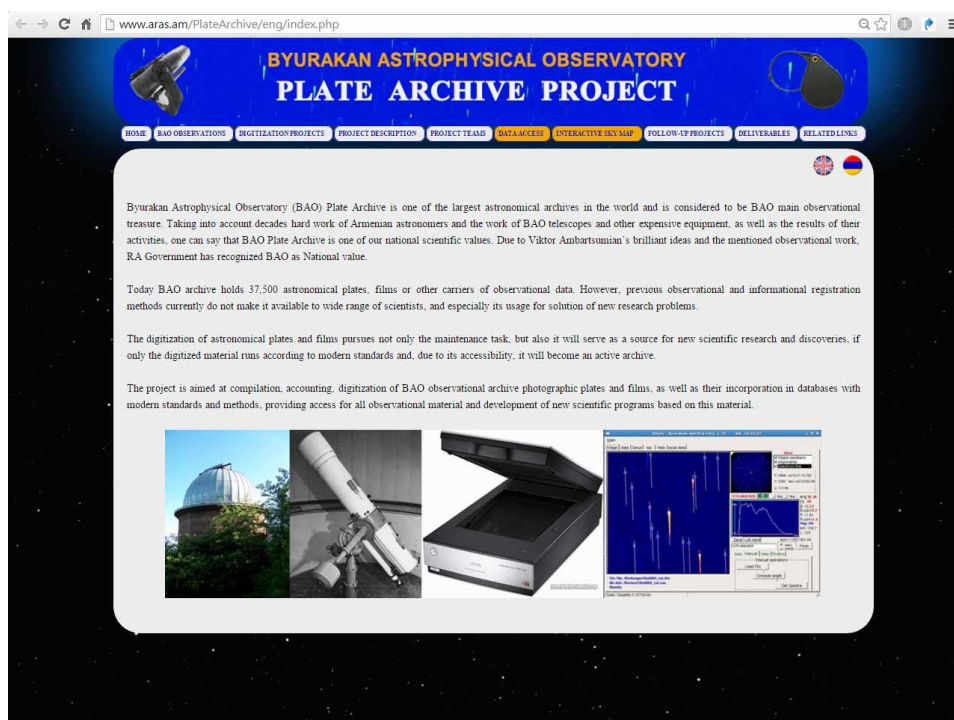 www.aras.am/PlateArchive/eng/index.php
BYURAKAN ASTROPHYSICAL OBSERVATORY
PLATE ARCHIVE PROJECT
HOME BAO OBSERVATIONS DIGITIZATION PROJECTS PROJECT DESCRIPTION PROJECT TEAMS DATA ACCESS INTERACTIVE SKY MAP FOLLOW-UP PROJECTS DELIVERABLES RELATED LINKS
Byurakan Astrophysical Observatory (BAO) Plate Archive is one of the largest astronomical archives in the world and is considered to be BAO main observational
treasure. Taking into account decades hard work of Armenian astronomers and the work of BAO telescopes and other expensive equipment, as well as the results of their
activities, one can say that BAO Plate Archive is one of our national scientific values. Due to Viktor Ambartsumian`s brilliant ideas and the mentioned observational work,
RA Government has recognized BAO as National value.
Today BAO archive holds 37,500 astronomical plates, films or other carriers of observational data. However, previous observational and informational registration
methods currently do not make it available to wide range of scientists, and especially its usage for solution of new research problems.
The digitization of astronomical plates and films pursues not only the maintenance task, but also it will serve as a source for new scientific research and discoveries, if
only the digitized material runs according to modern standards and, due to its accessibility, it will become an active archive.
The project is aimed at compilation, accounting, digitization of BAO observational archive photographic plates and films, as well as their incorporation in databases with
modern standards and methods, providing access for all observational material and development of new scientific programs based on this material.
Manual operations
Load File
Compute angle
Get Spectra